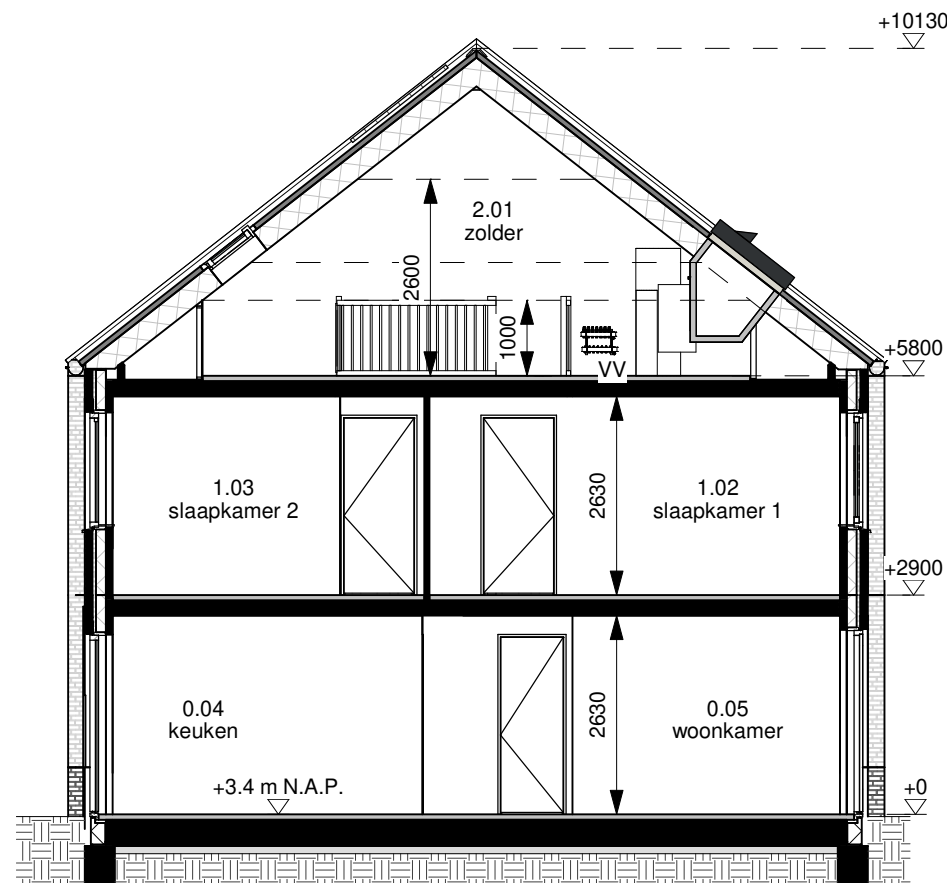 +10130
2.01
zolder
2600
1000
VV
+5800
1.03
slaapkamer 2
2630
1.02
slaapkamer 1
+2900
0.04
keuken
2630
0.05
woonkamer
+3.4 m N.A.P.
+0